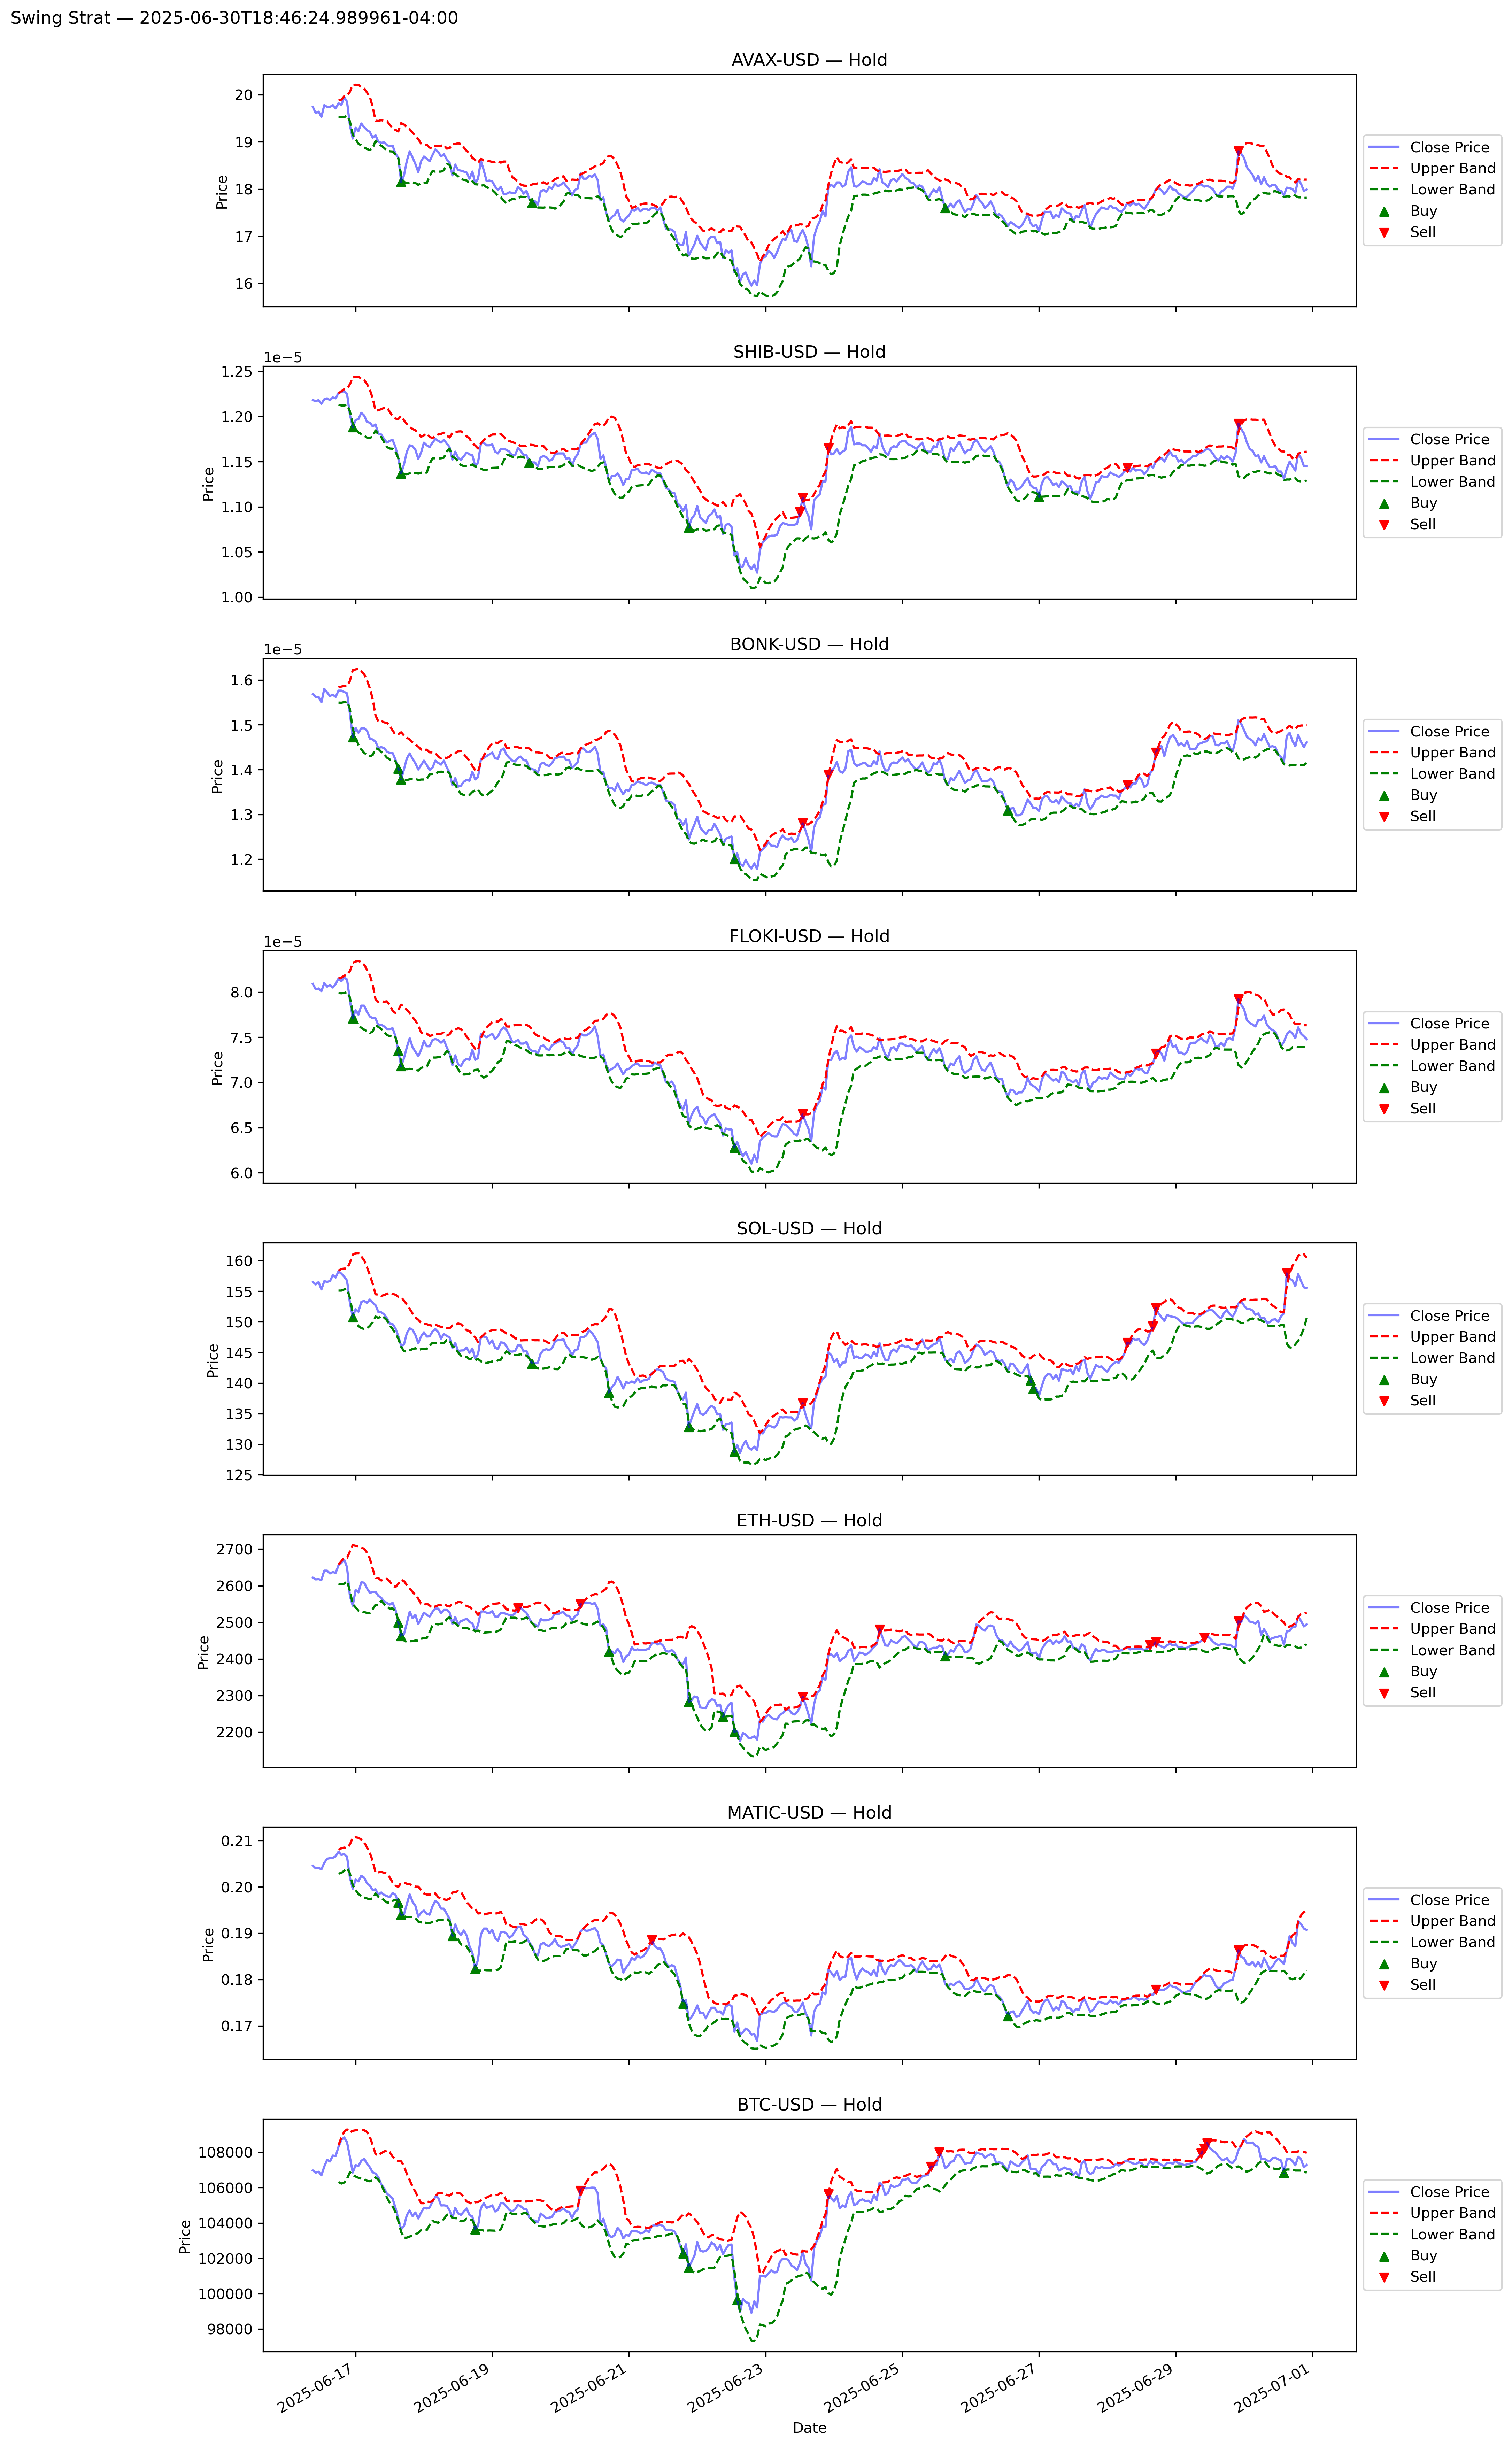 Swing Strat — 2025-06-30T18:46:24.989961-04:00
AVAX-USD — Hold
20
19
18
17
16
Price
Close Price
Upper Band
Lower Band
Buy
Sell
SHIB-USD — Hold
1e−5
1.25
1.20
1.15
1.10
1.05
1.00
Price
Close Price
Upper Band
Lower Band
Buy
Sell
BONK-USD — Hold
1e−5
1.6
1.5
1.4
1.3
1.2
Price
Close Price
Upper Band
Lower Band
Buy
Sell
FLOKI-USD — Hold
1e−5
8.0
7.5
7.0
6.5
6.0
Price
Close Price
Upper Band
Lower Band
Buy
Sell
SOL-USD — Hold
160
155
150
145
140
135
130
125
Price
Close Price
Upper Band
Lower Band
Buy
Sell
ETH-USD — Hold
2700
2600
2500
2400
2300
2200
Price
Close Price
Upper Band
Lower Band
Buy
Sell
MATIC-USD — Hold
0.21
0.20
0.19
0.18
0.17
Price
Close Price
Upper Band
Lower Band
Buy
Sell
BTC-USD — Hold
108000
106000
104000
102000
100000
98000
Price
Close Price
Upper Band
Lower Band
Buy
Sell
2025-06-17
2025-06-19
2025-06-21
2025-06-23
2025-06-25
2025-06-27
2025-06-29
2025-07-01
Date